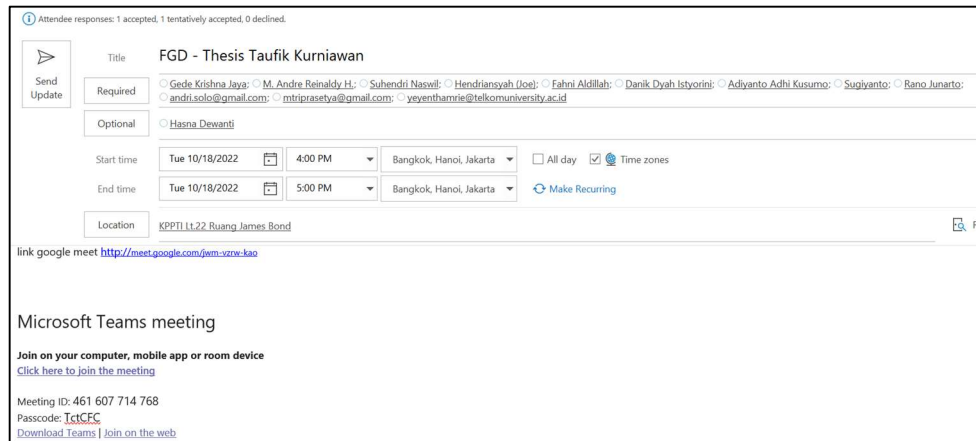 Attendee responses: 1 accepted, 1 tentatively accepted, 0 declined.
Send Update
Title FGD - Thesis Taufik Kurniawan
Required Gede Krishna Jaya; M. Andre Reinaldy H.; Suhendri Naswil; Hendriansyah (Joe); Fahni Aldillah; Danik Dyah Istyorini; Adiyanto Adhi Kusumo; Sugiyanto; Rano Junarto;
andri.solo@gmail.com; mtriprasetya@gmail.com; yeyenthamrie@telkomuniversity.ac.id
Optional Hasna Dewanti
Start time Tue 10/18/2022 4:00 PM Bangkok, Hanoi, Jakarta All day Time zones
End time Tue 10/18/2022 5:00 PM Bangkok, Hanoi, Jakarta Make Recurring
Location KPPTI Lt.22 Ruang James Bond
link google meet http://meet.google.com/jwm-vzrw-kao
Microsoft Teams meeting
Join on your computer, mobile app or room device
Click here to join the meeting
Meeting ID: 461 607 714 768
Passcode: TctCFC
Download Teams | Join on the web